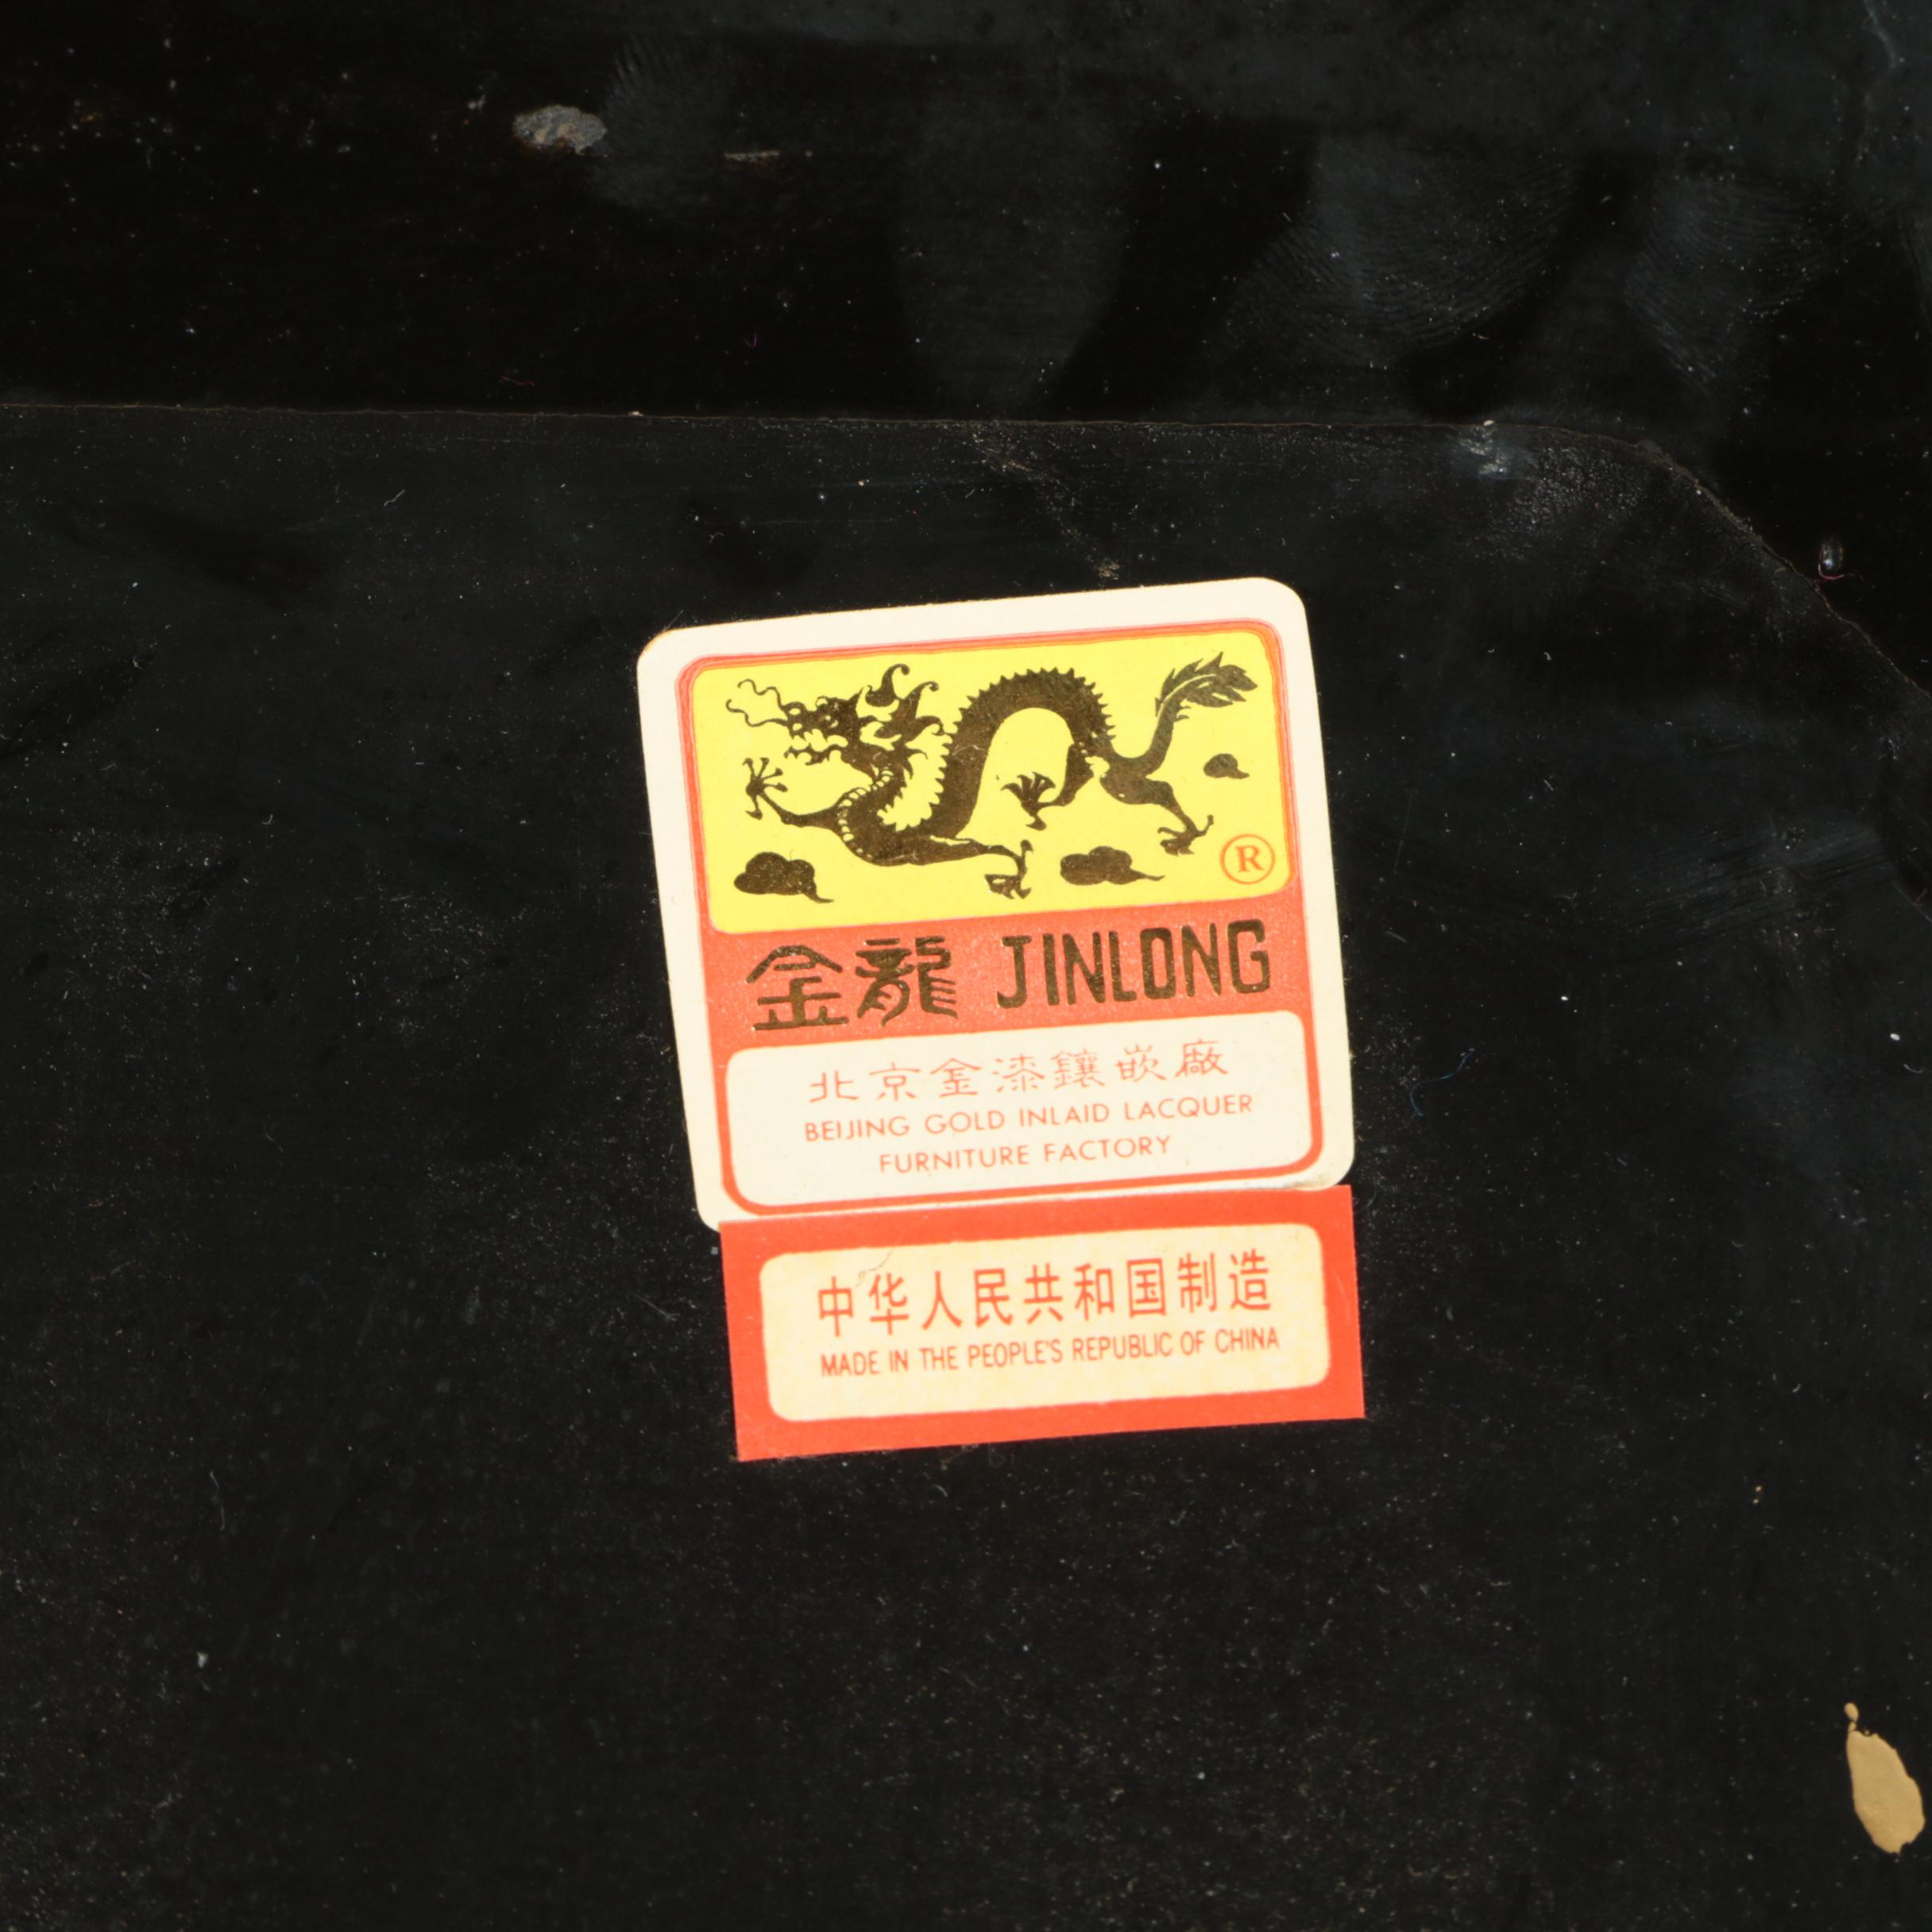 ®
金龍 JINLONG
北京金漆鑲嵌廠
BEIJING GOLD INLAID LACQUER
FURNITURE FACTORY
中华人民共和国制造
MADE IN THE PEOPLE'S REPUBLIC OF CHINA